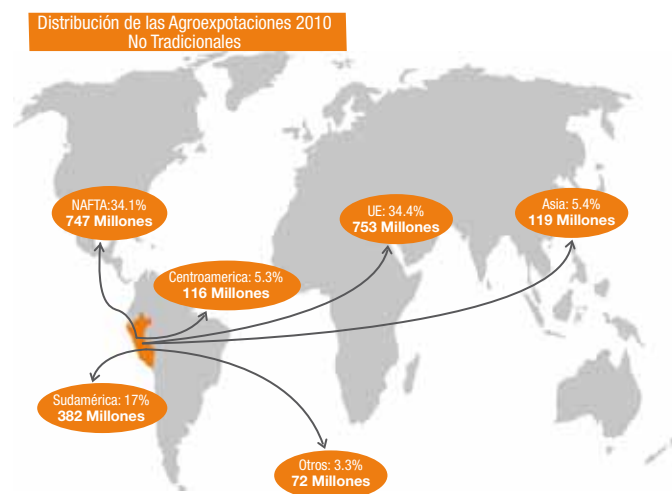 Distribución de las Agroexpotaciones 2010
No Tradicionales
NAFTA:34.1%
747 Millones
UE: 34.4%
753 Millones
Asia: 5.4%
119 Millones
Centroamerica: 5.3%
116 Millones
Sudamérica: 17%
382 Millones
Otros: 3.3%
72 Millones